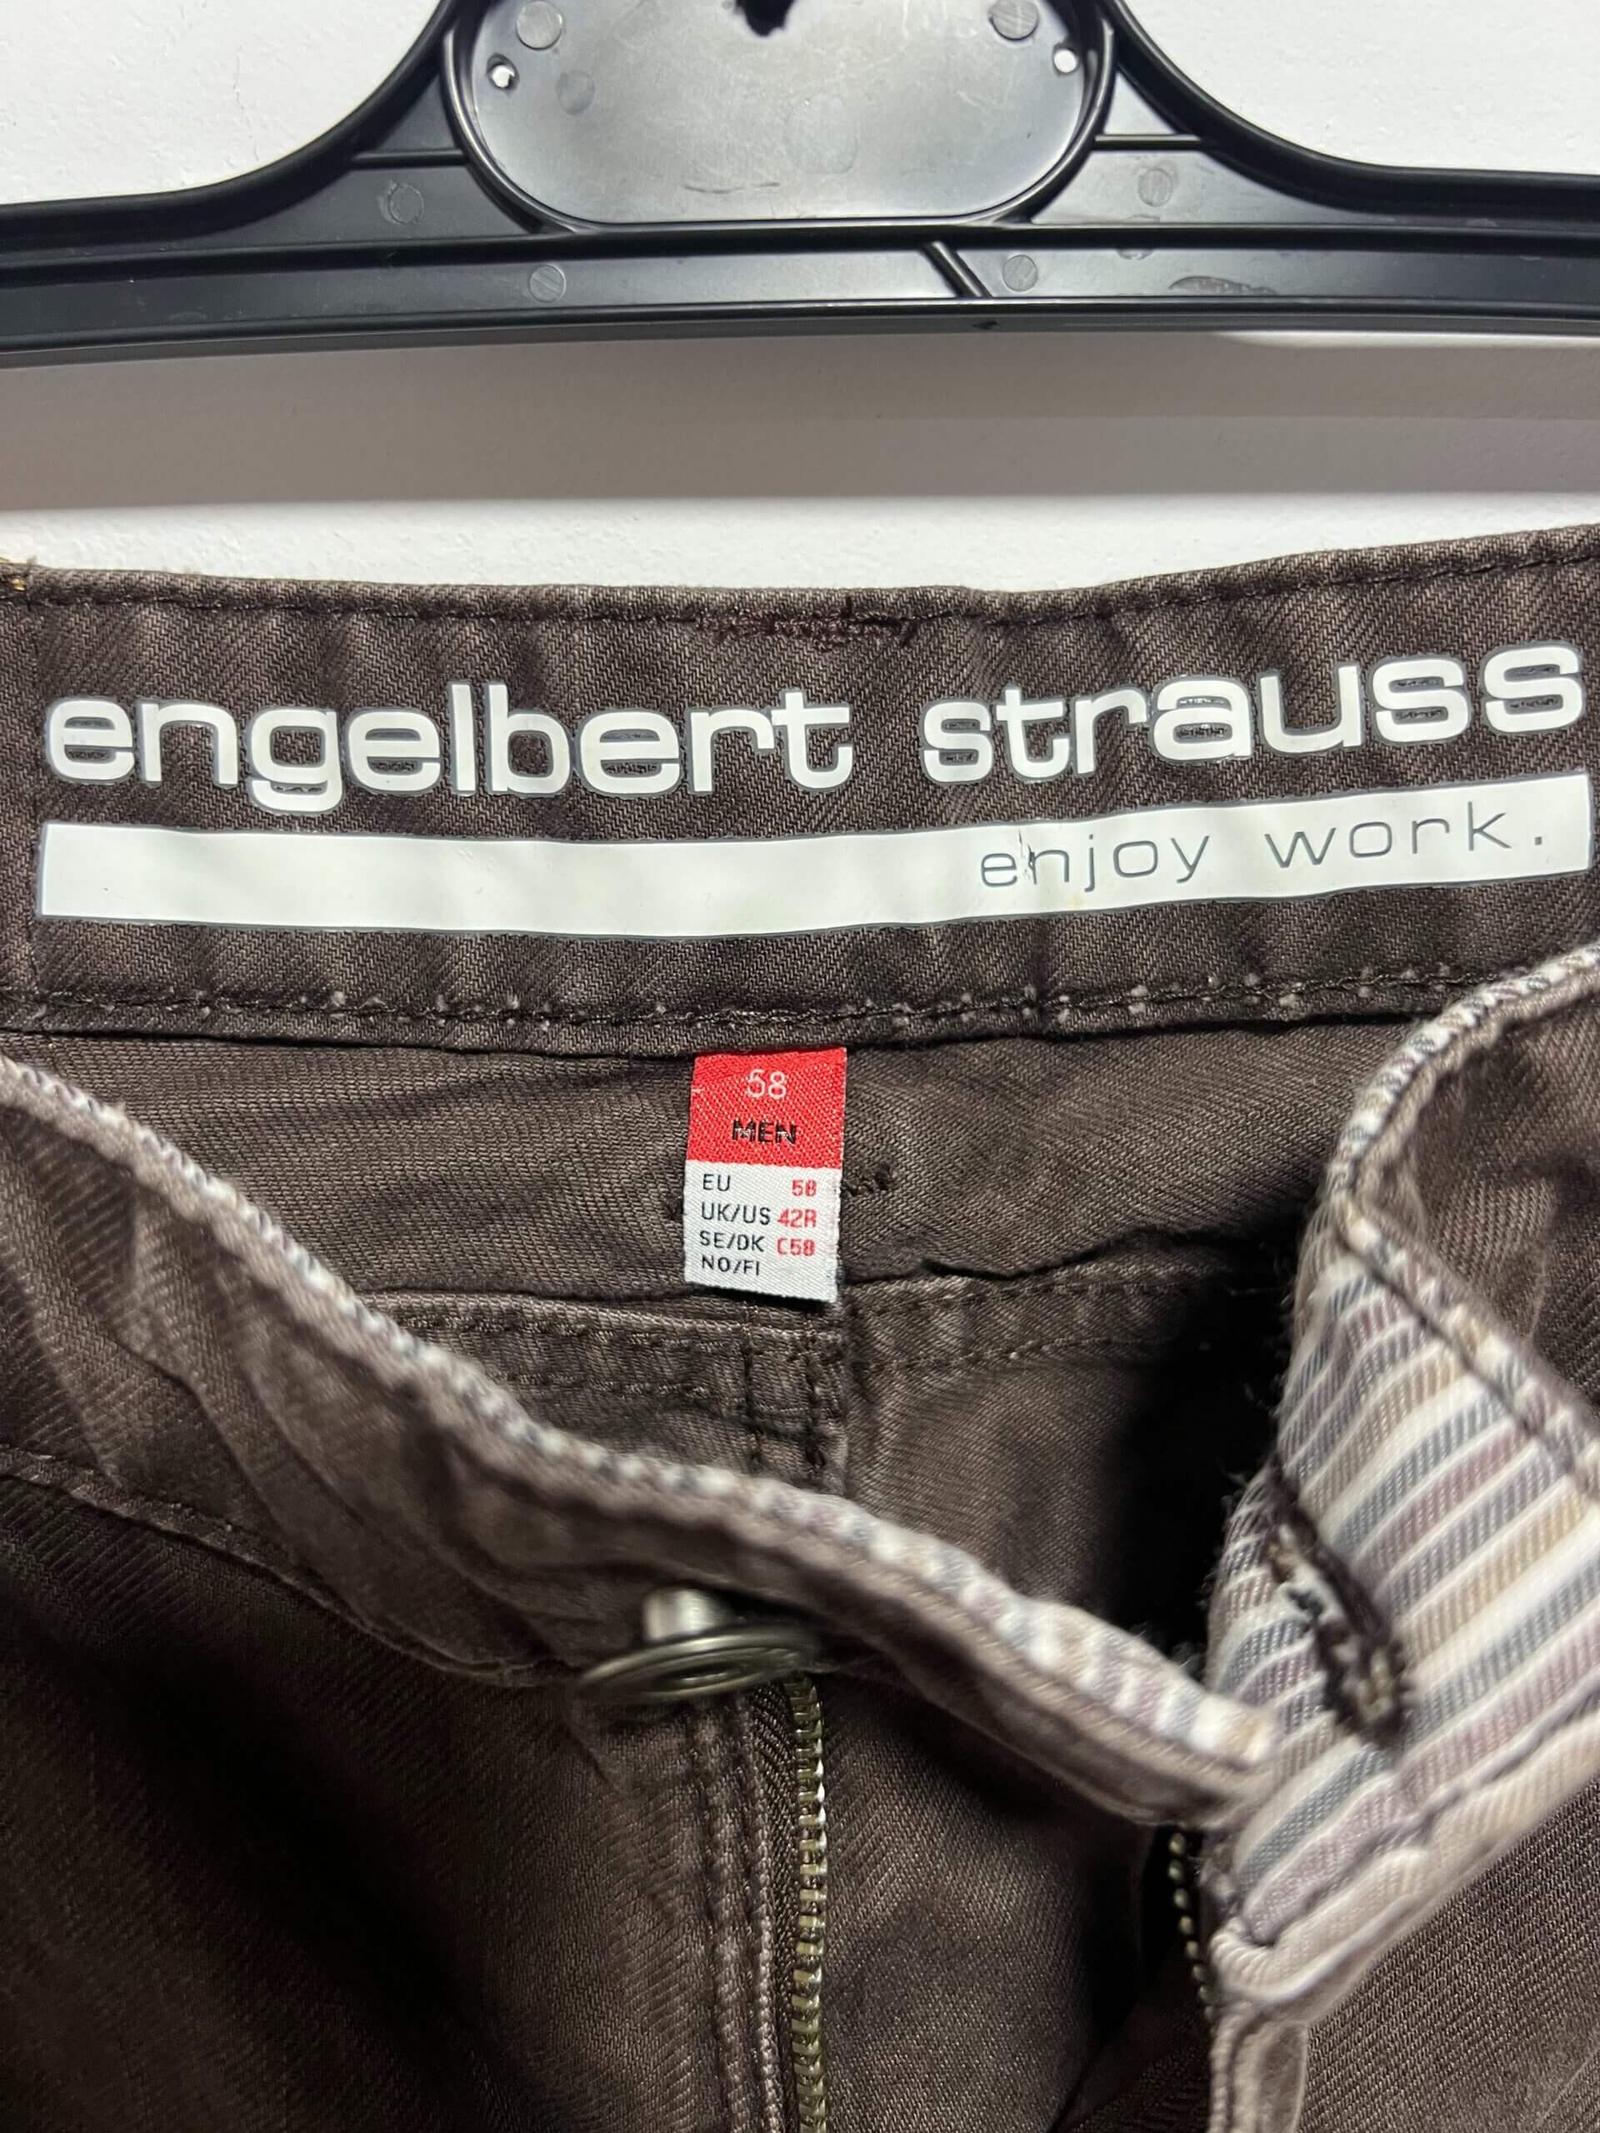 engelbert strauss
enjoy work.
58
MEN
EU 58
UK/US 42R
SE/DK C58
NO/FI